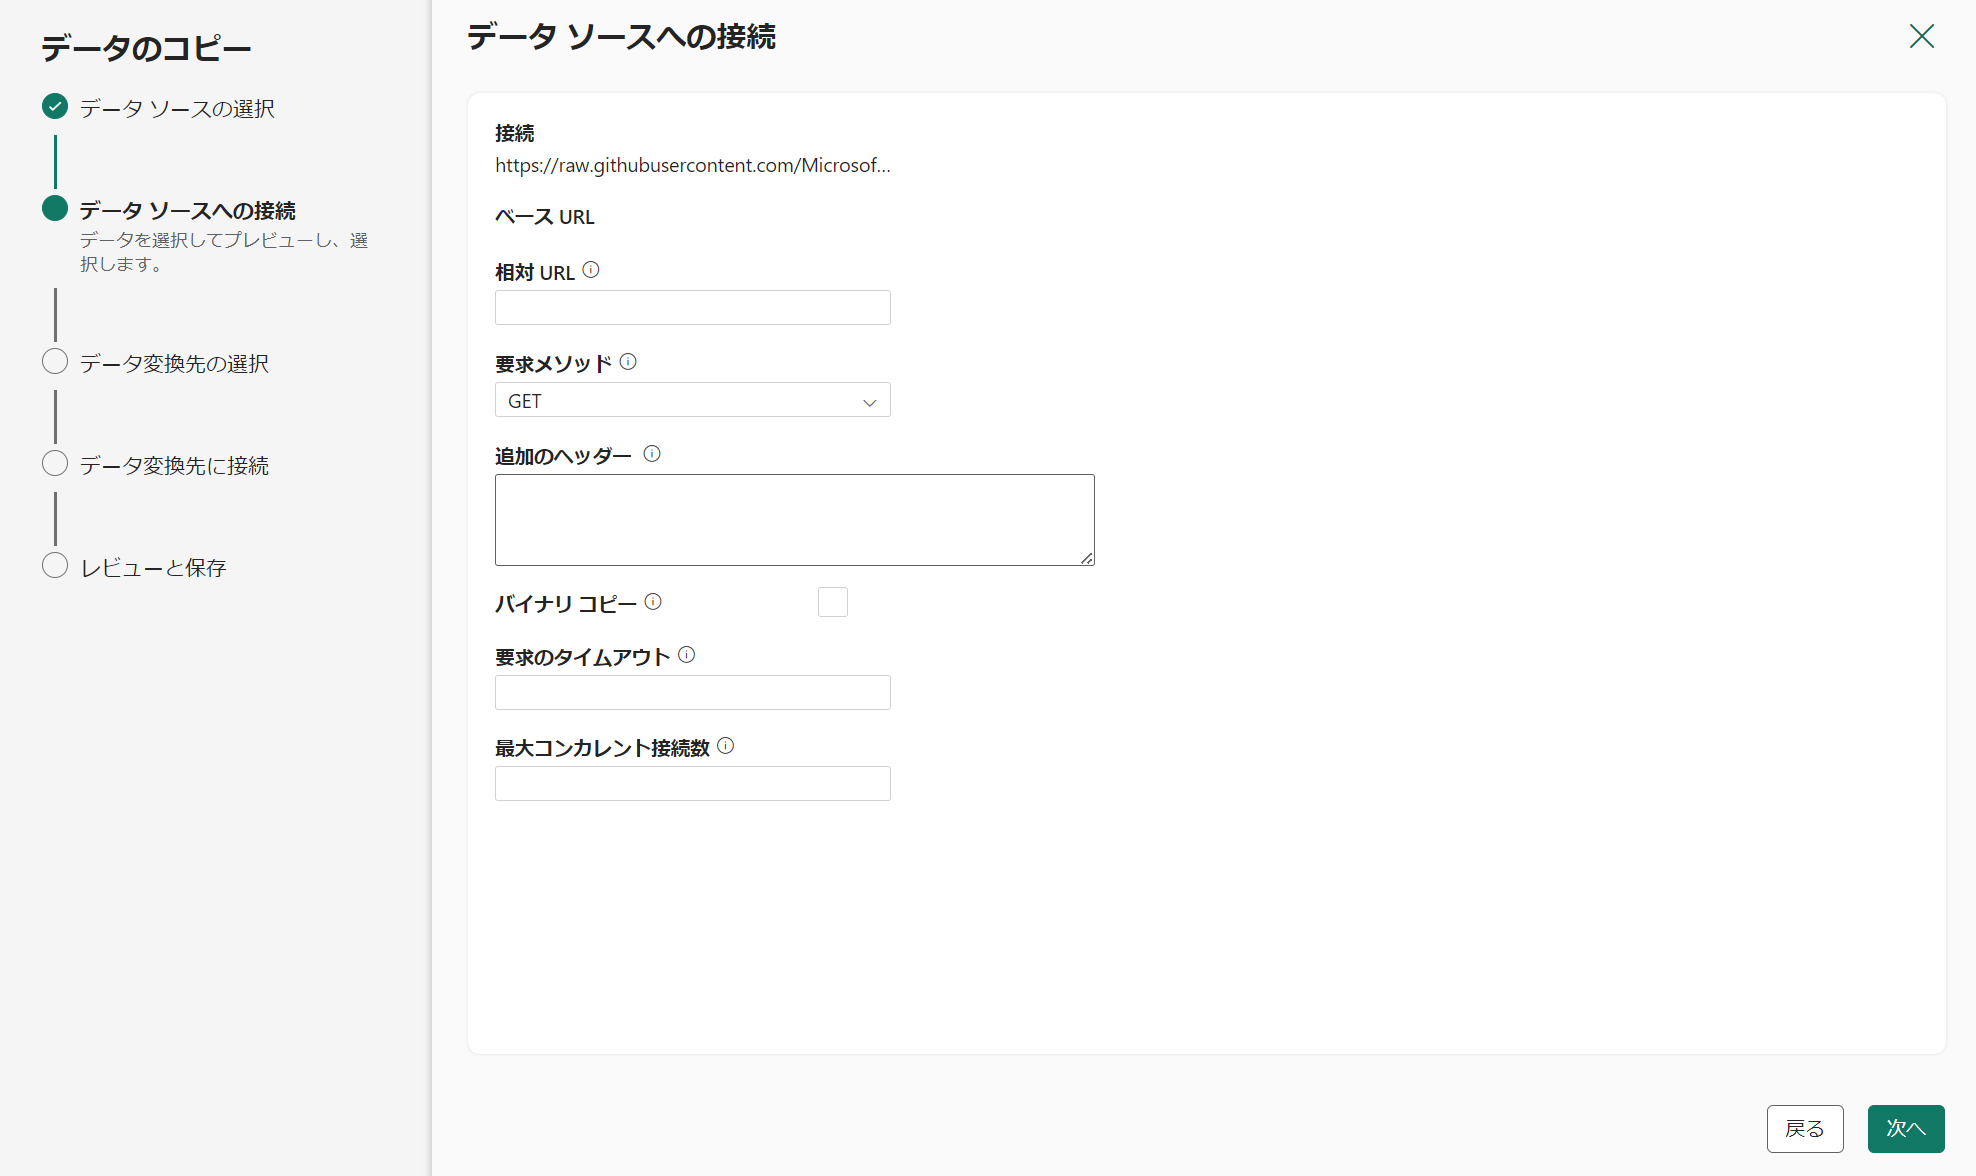 データのコピー
データ ソースの選択
データ ソースへの接続
データを選択してプレビューし、選
択します。
データ変換先の選択
データ変換先に接続
レビューと保存
データ ソースへの接続
接続
https://raw.githubusercontent.com/Microsof...
ベース URL
相対 URL
要求メソッド
GET
追加のヘッダー
バイナリ コピー
要求のタイムアウト
最大コンカレント接続数
戻る
次へ